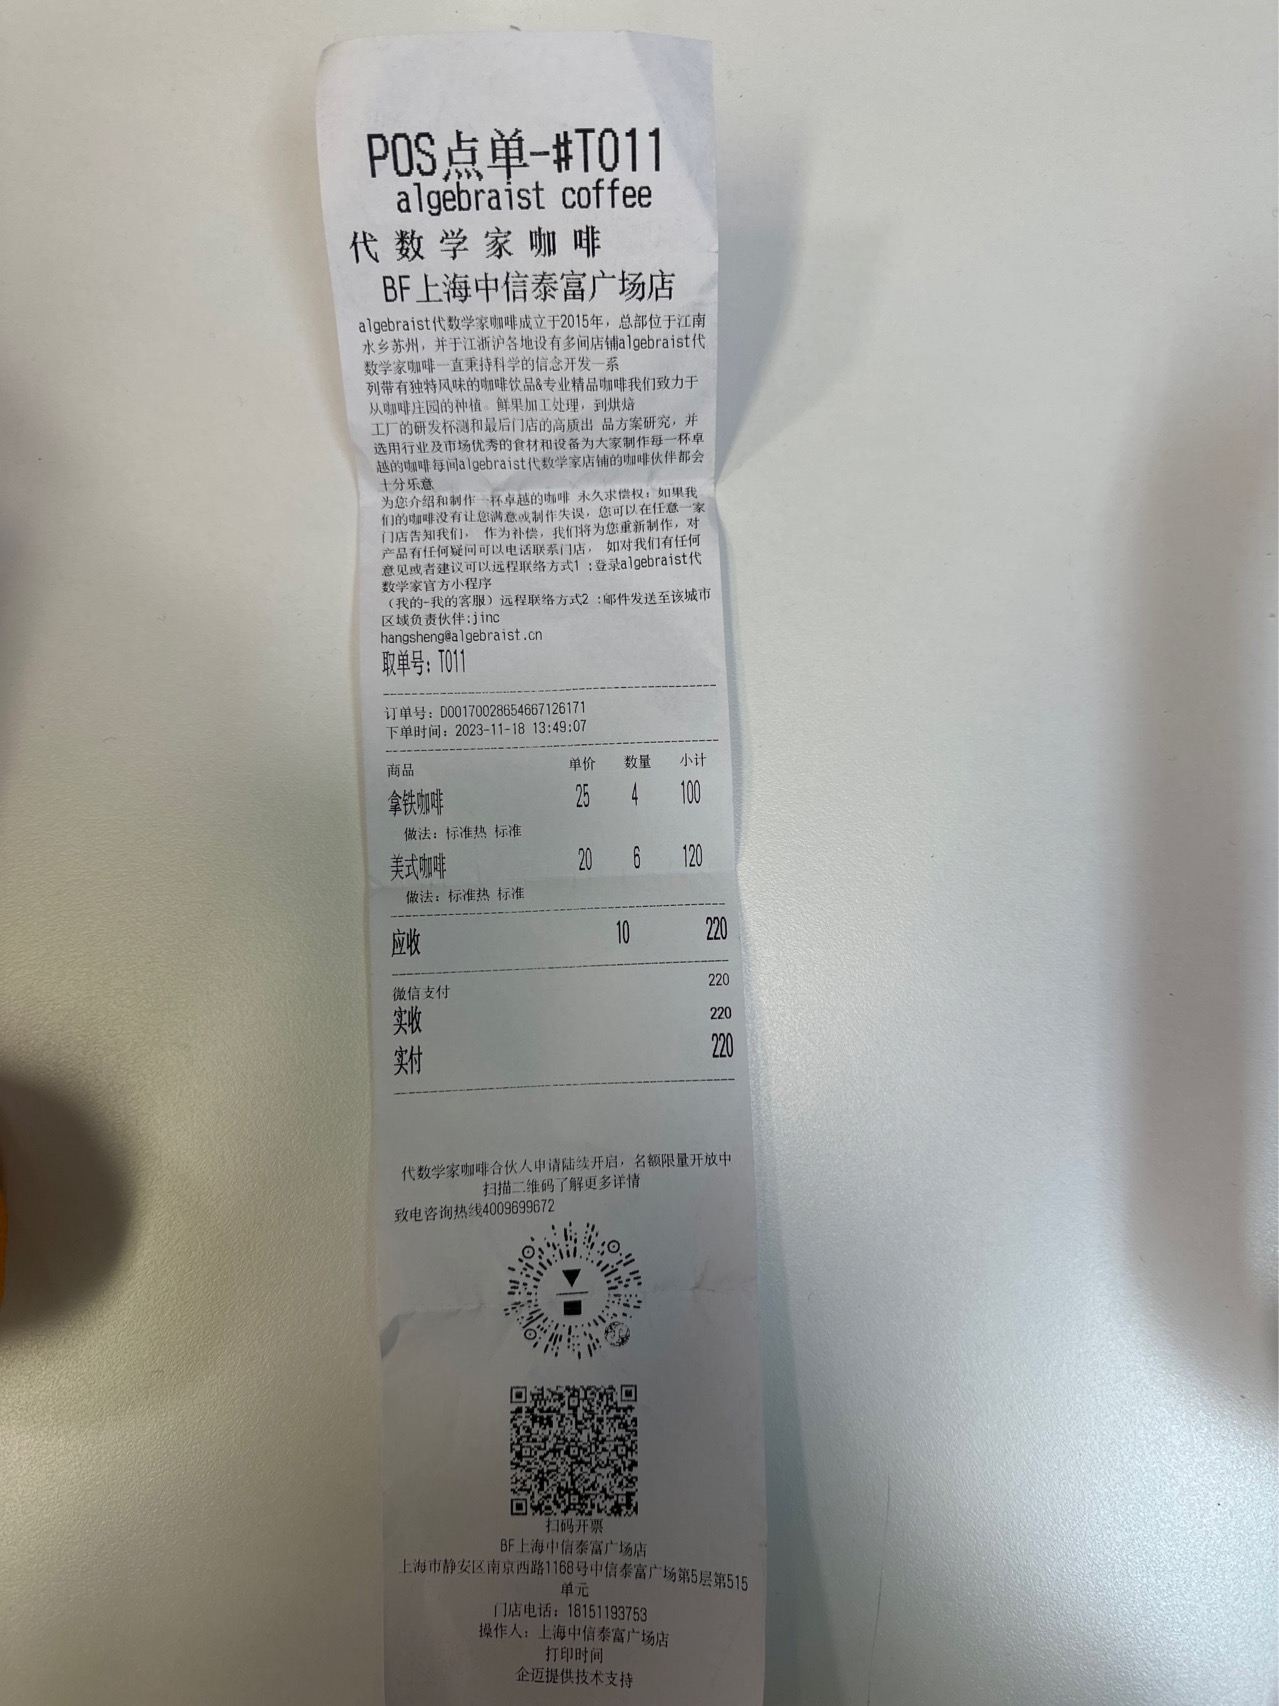 POS点单-#T011
algebraist coffee
代数学家咖啡
BF上海中信泰富广场店
algebraist代数学家咖啡成立于2015年，总部位于江南
水乡苏州，并于江浙沪各地设有多间店铺algebraist代
数学家咖啡一直秉持科学的信念开发一系
列带有独特风味的咖啡饮品&专业精品咖啡我们致力于
从咖啡庄园的种植。鲜果加工处理，到烘焙
工厂的研发杯测和最后门店的高质出 品方案研究，并
选用行业及市场优秀的食材和设备为大家制作每一杯卓
越的咖啡每间algebraist代数学家店铺的咖啡伙伴都会
十分乐意
为您介绍和制作一杯卓越的咖啡 永久求偿权：如果我
们的咖啡没有让您满意或制作失误，您可以在任意一家
门店告知我们， 作为补偿，我们将为您重新制作，对
产品有任何疑问可以电话联系门店， 如对我们有任何
意见或者建议可以远程联络方式1 :登录algebraist代
数学家官方小程序
（我的-我的客服）远程联络方式2 :邮件发送至该城市
区域负责伙伴:jinc
hangsheng@algebraist.cn
取单号：T011
订单号：D00170028654667126171
下单时间：2023-11-18 13:49:07
商品 单价 数量 小计
拿铁咖啡 25 4 100
做法：标准热 标准
美式咖啡 20 6 120
做法：标准热 标准
应收 10 220
微信支付 220
实收 220
实付 220
代数学家咖啡合伙人申请陆续开启，名额限量开放中
扫描二维码了解更多详情
致电咨询热线4009699672
扫码开票
BF上海中信泰富广场店
上海市静安区南京西路1168号中信泰富广场第5层第515
单元
门店电话：18151193753
操作人：上海中信泰富广场店
打印时间
企迈提供技术支持